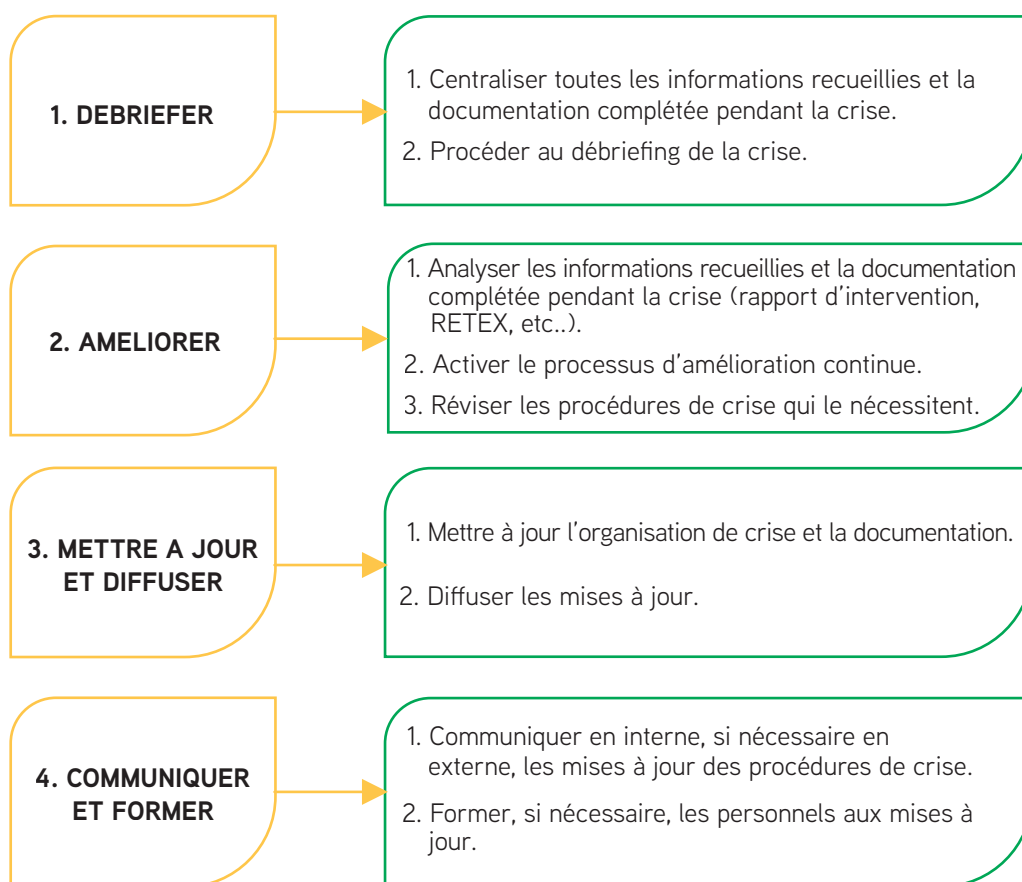 1. DEBRIEFER
1. Centraliser toutes les informations recueillies et la
documentation complétée pendant la crise.
2. Procéder au débriefing de la crise.
2. AMELIORER
1. Analyser les informations recueillies et la documentation
complétée pendant la crise (rapport d’intervention,
RETEX, etc..).
2. Activer le processus d’amélioration continue.
3. Réviser les procédures de crise qui le nécessitent.
3. METTRE A JOUR
ET DIFFUSER
1. Mettre à jour l’organisation de crise et la documentation.
2. Diffuser les mises à jour.
4. COMMUNIQUER
ET FORMER
1. Communiquer en interne, si nécessaire en
externe, les mises à jour des procédures de crise.
2. Former, si nécessaire, les personnels aux mises à
jour.